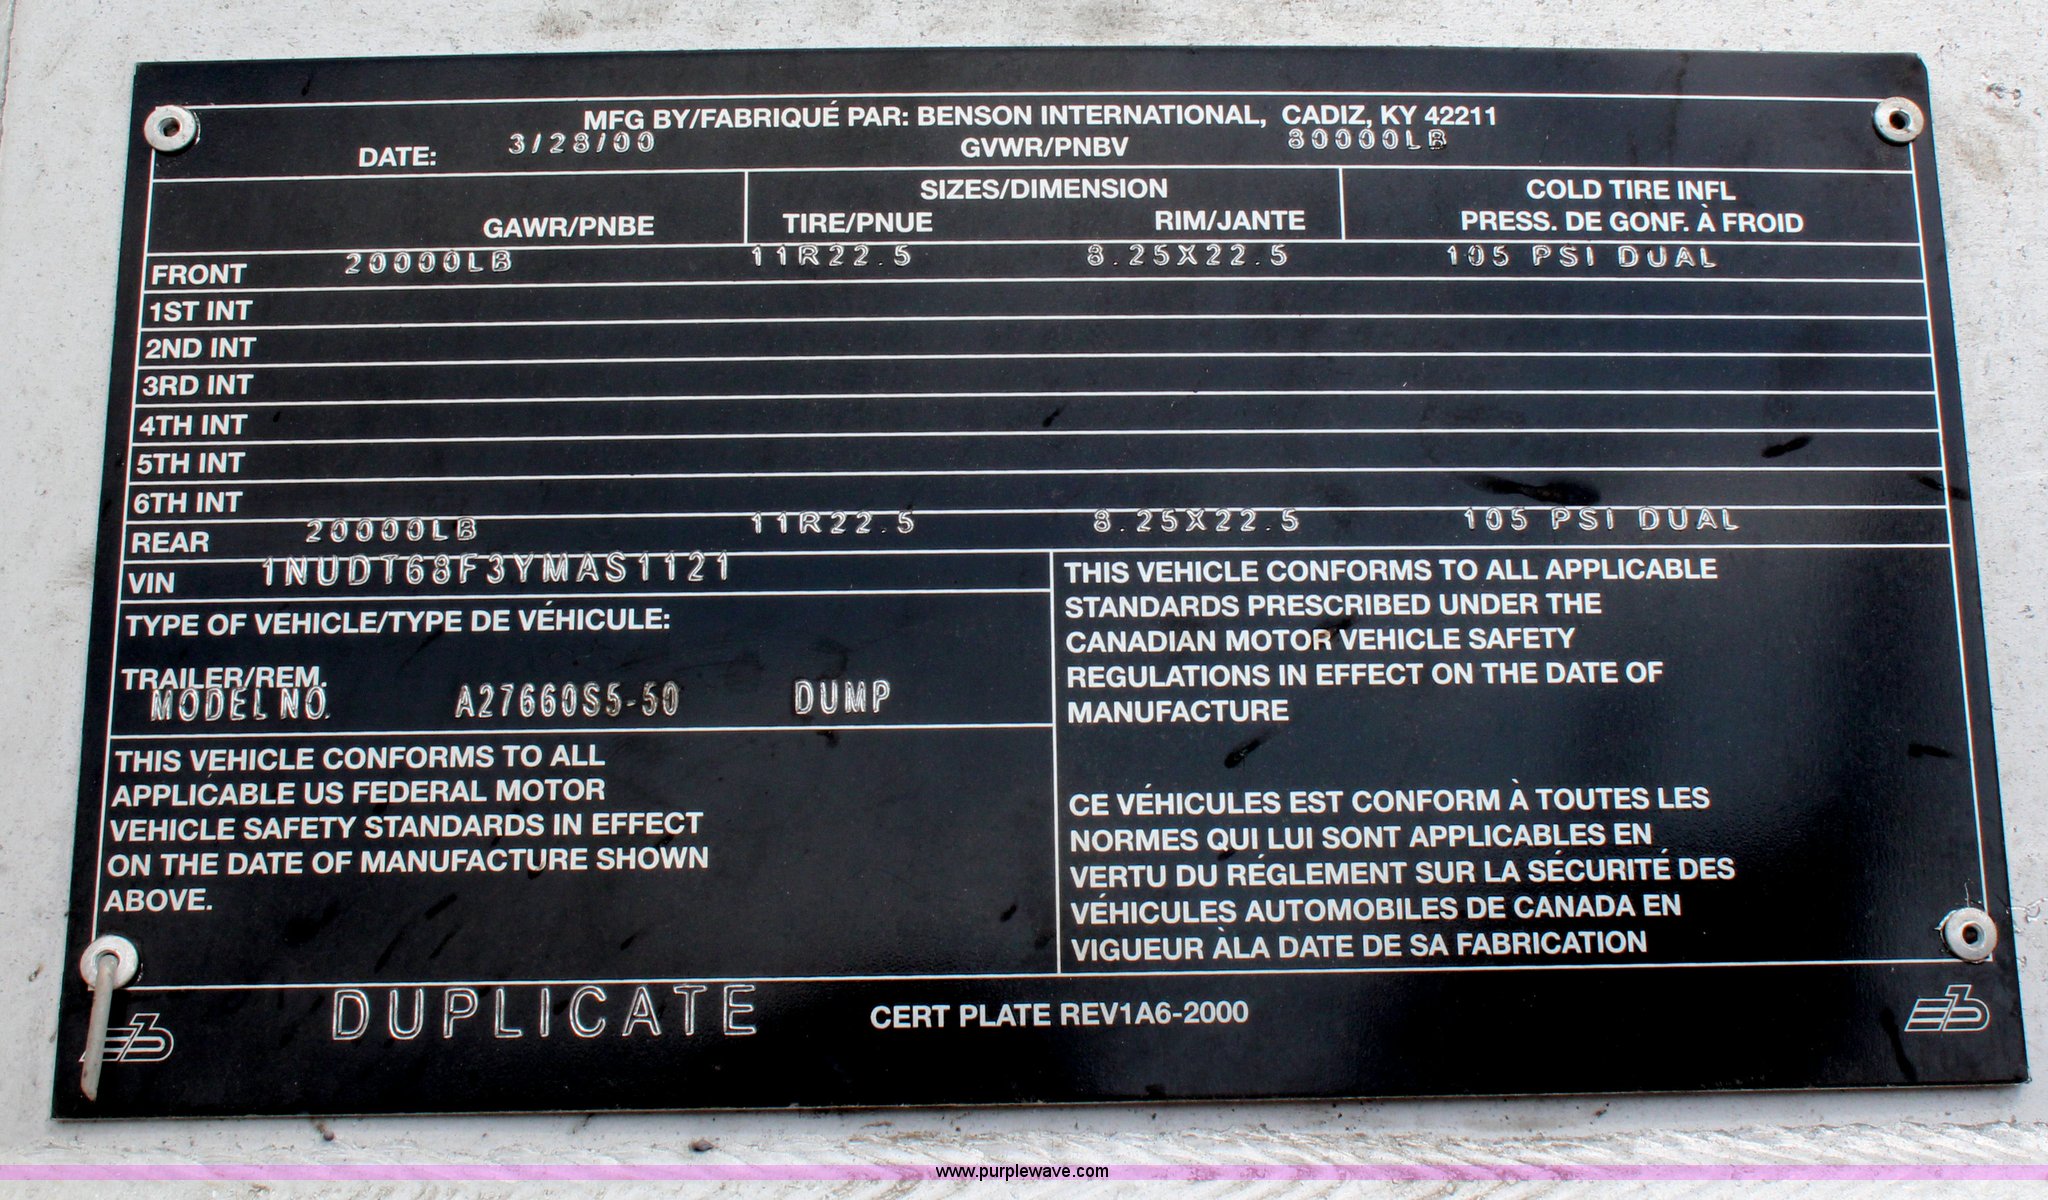 MFG BY/FABRIQUÉ PAR: BENSON INTERNATIONAL, CADIZ, KY 42211
DATE: 3/28/00 GVWR/PNBV 80000LB
SIZES/DIMENSION COLD TIRE INFL
GAWR/PNBE TIRE/PNUE RIM/JANTE PRESS. DE GONF. À FROID
FRONT 20000LB 11R22.5 8.25X22.5 105 PSI DUAL
1ST INT
2ND INT
3RD INT
4TH INT
5TH INT
6TH INT
REAR 20000LB 11R22.5 8.25X22.5 105 PSI DUAL
VIN 1NUDT68F3YMAS1121
TYPE OF VEHICLE/TYPE DE VÉHICULE:
TRAILER/REM.
MODEL NO. A27660S5-50 DUMP
THIS VEHICLE CONFORMS TO ALL
APPLICABLE US FEDERAL MOTOR
VEHICLE SAFETY STANDARDS IN EFFECT
ON THE DATE OF MANUFACTURE SHOWN
ABOVE.
THIS VEHICLE CONFORMS TO ALL APPLICABLE
STANDARDS PRESCRIBED UNDER THE
CANADIAN MOTOR VEHICLE SAFETY
REGULATIONS IN EFFECT ON THE DATE OF
MANUFACTURE
CE VÉHICULES EST CONFORM À TOUTES LES
NORMES QUI LUI SONT APPLICABLES EN
VERTU DU RÉGLEMENT SUR LA SÉCURITÉ DES
VÉHICULES AUTOMOBILES DE CANADA EN
VIGUEUR ÀLA DATE DE SA FABRICATION
DUPLICATE CERT PLATE REV1A6-2000
www.purplewave.com